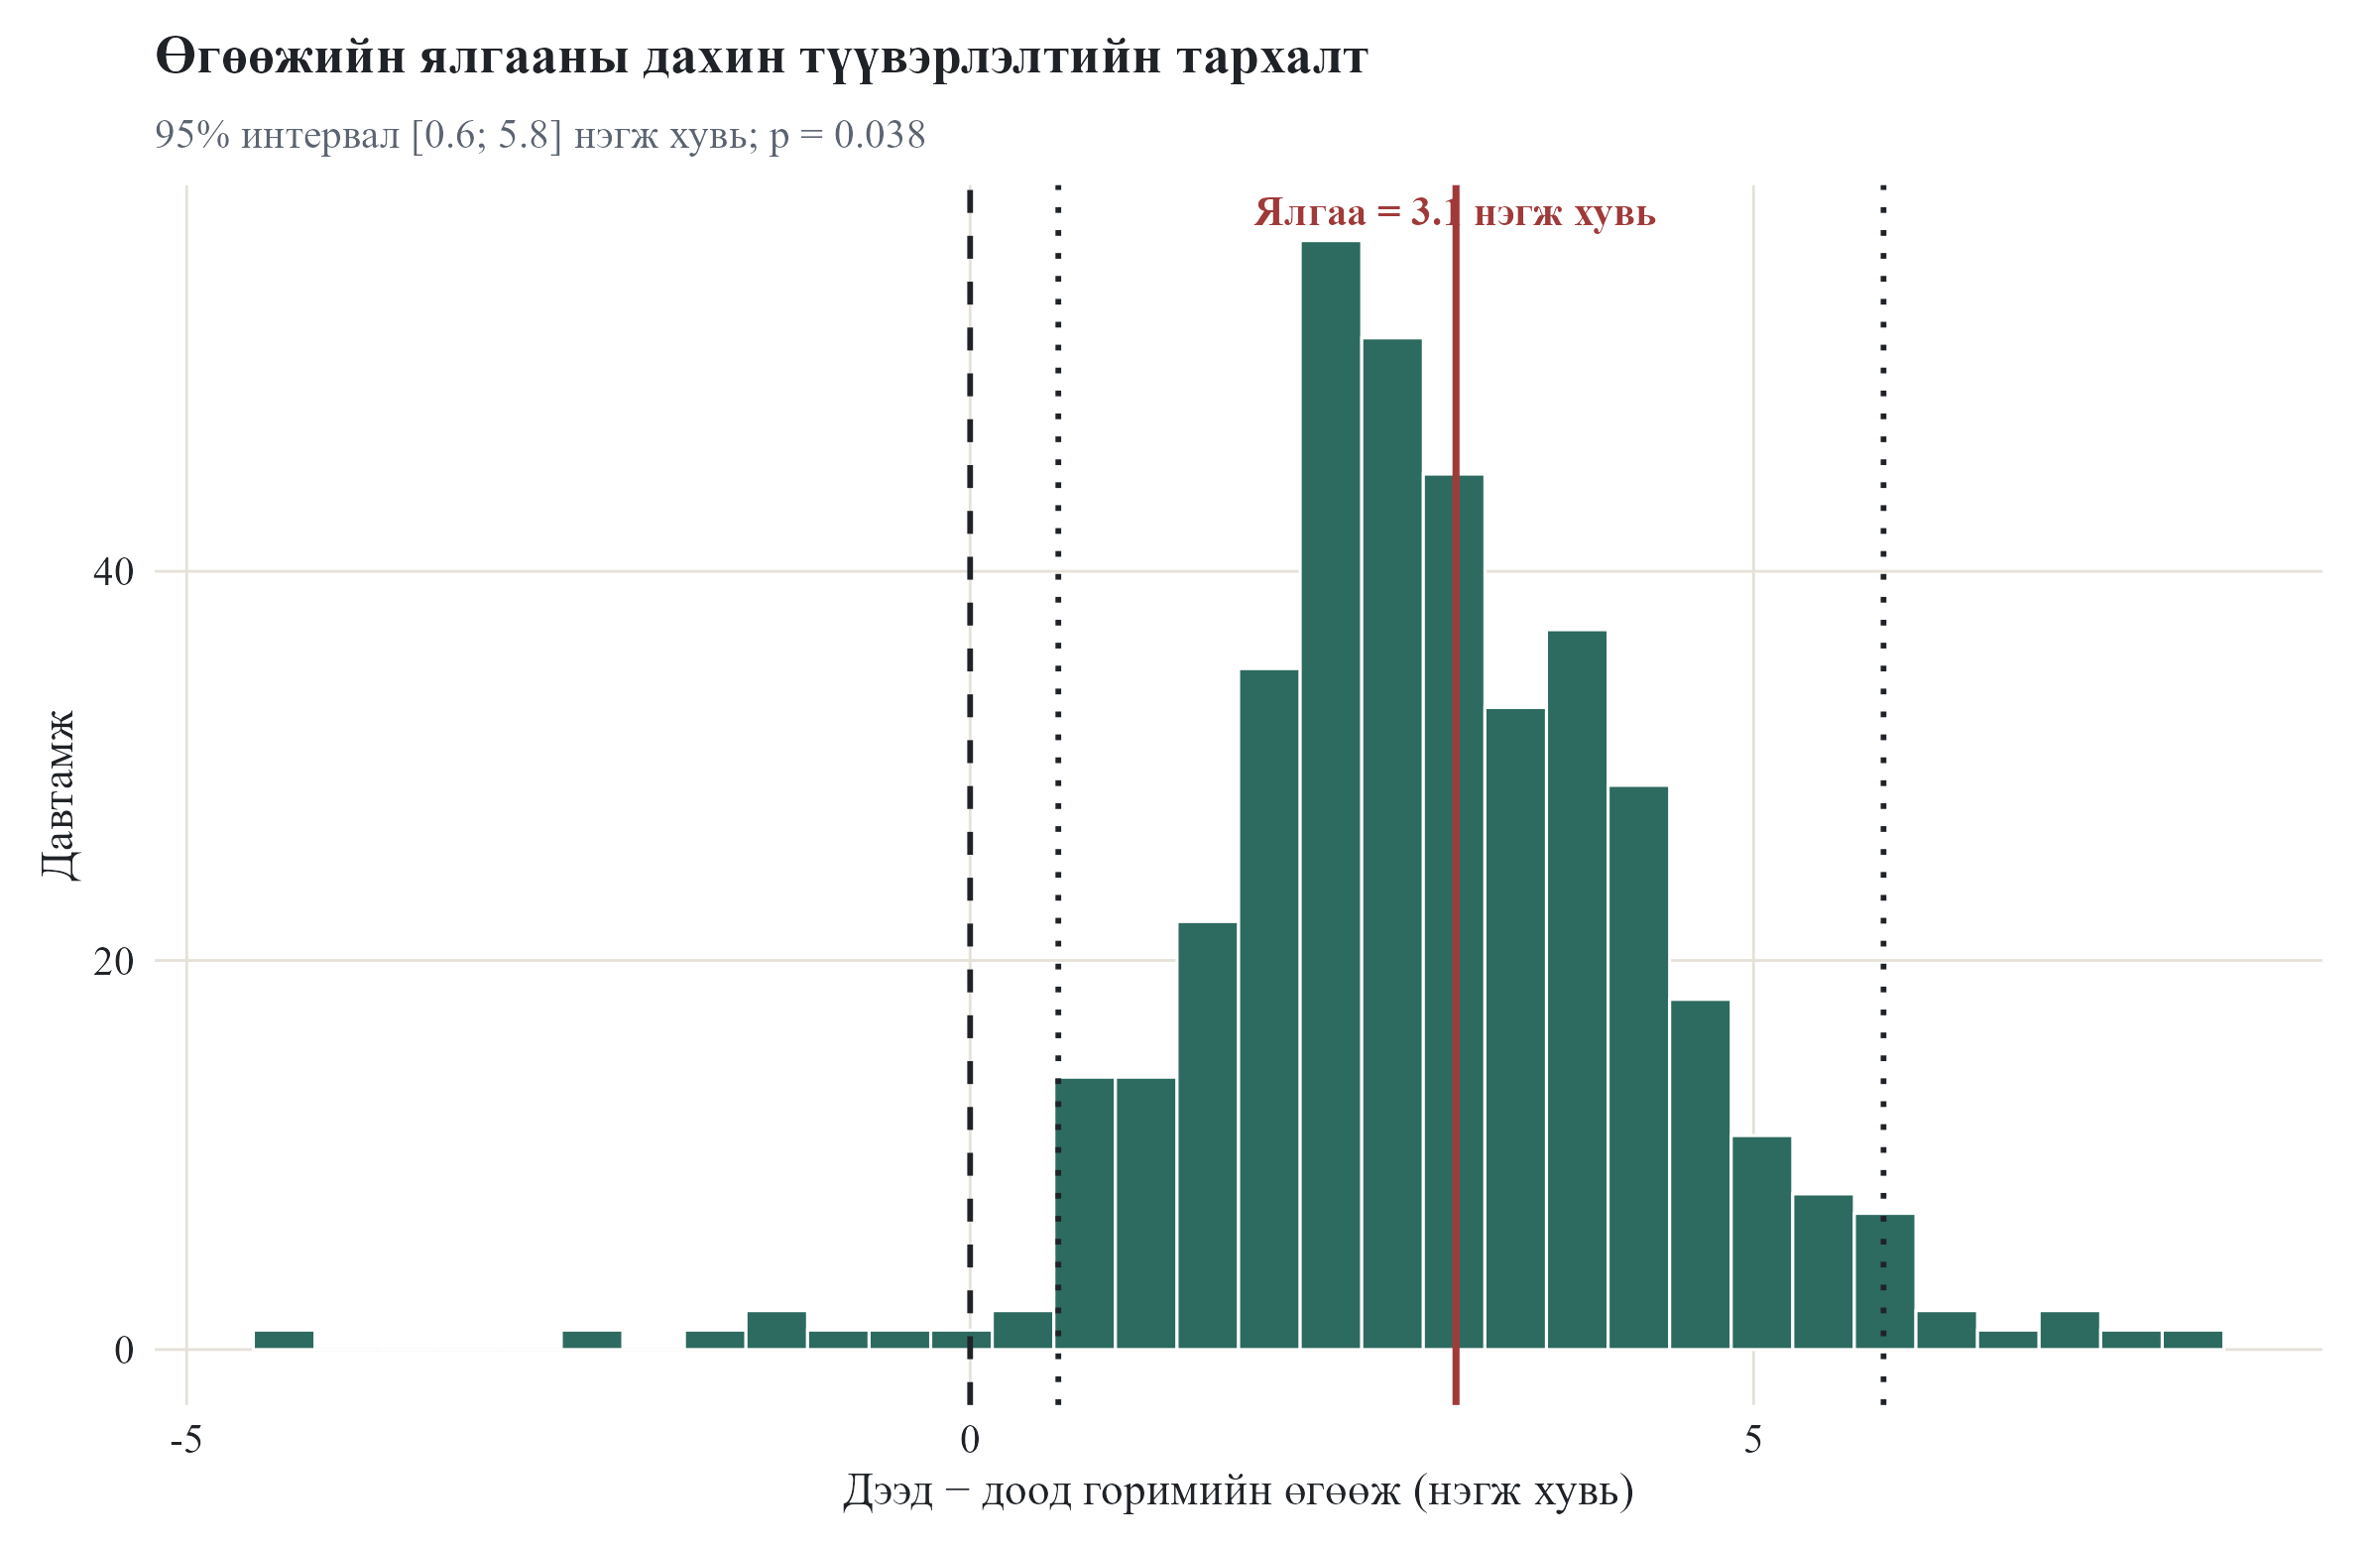 Өгөөжийн ялгааны дахин түүвэрлэлтийн тархалт
95% интервал [0.6; 5.8] нэгж хувь; p = 0.038
Ялгаа = 3.1 нэгж хувь
40
20
0
Давтамж
-5
0
5
Дээд − доод горимийн өгөөж (нэгж хувь)